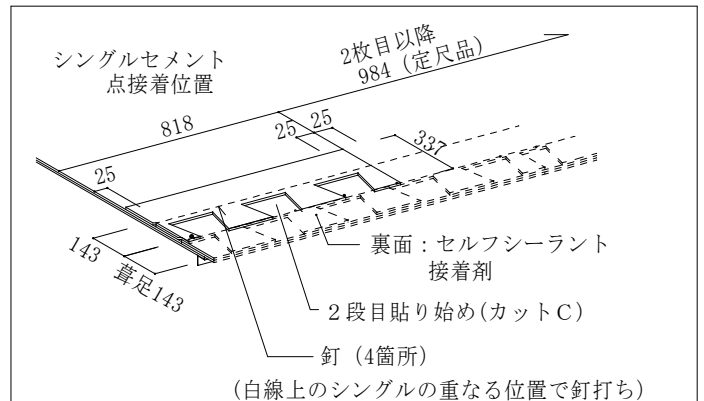 シングルセメント
点接着位置
2枚目以降
984 (定尺品)
818
25
25
25
337
143
葺足143
裏面：セルフシーラント
接着剤
２段目貼り始め(カットＣ)
釘 (4箇所)
(白線上のシングルの重なる位置で釘打ち)